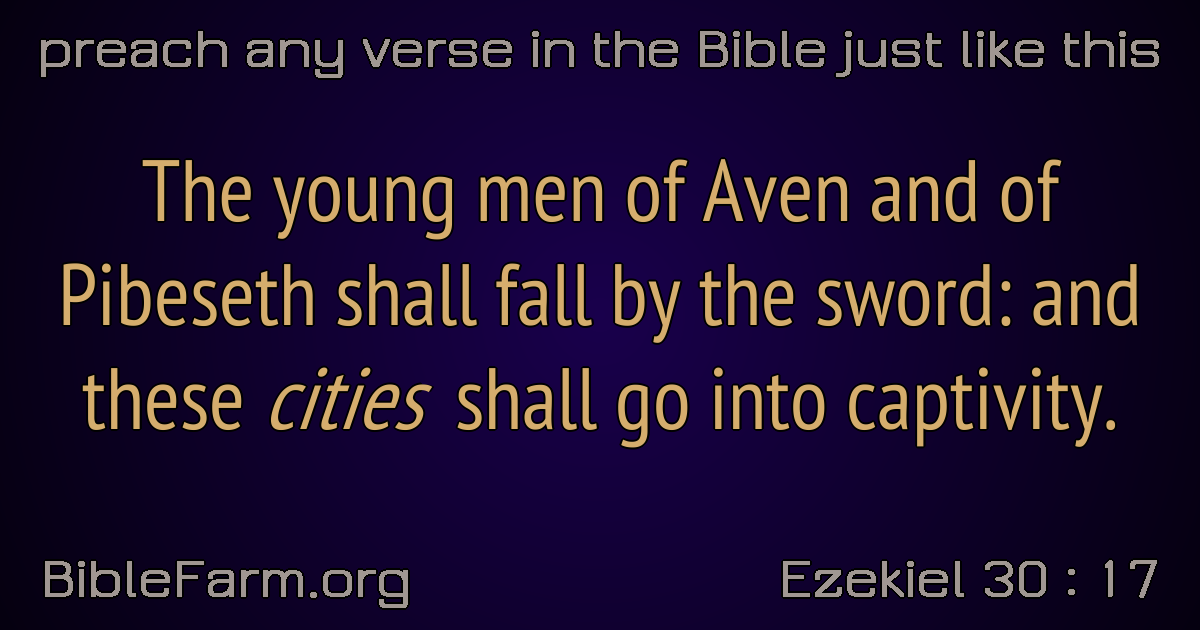 preach any verse in the Bible just like this
The young men of Aven and of
Pibeseth shall fall by the sword: and
these cities shall go into captivity.
BibleFarm.org
Ezekiel 30 : 17